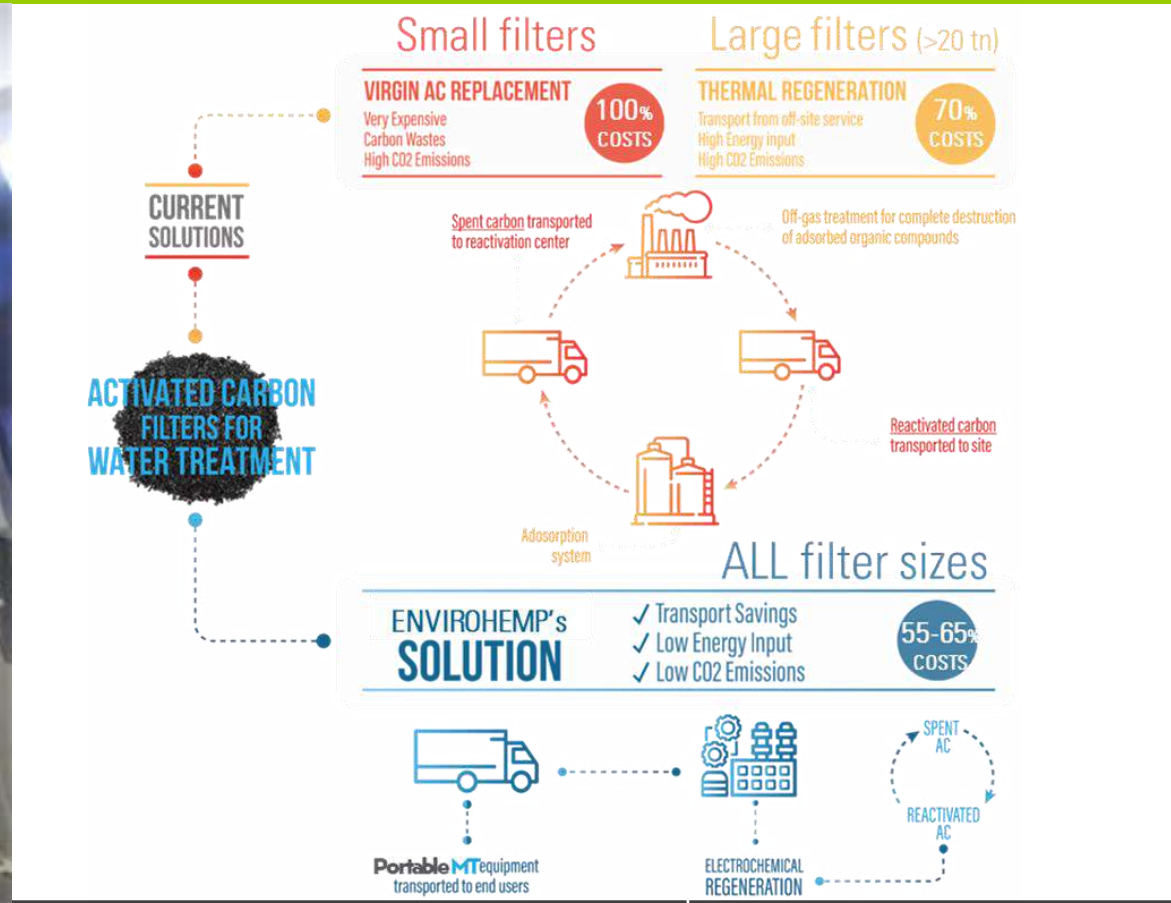 Small filters
Large filters (>20 tn)
VIRGIN AC REPLACEMENT
Very Expensive
Carbon Wastes
High CO2 Emissions
100%
COSTS
THERMAL REGENERATION
Transport from off-site service
High Energy input
High CO2 Emissions
70%
COSTS
CURRENT
SOLUTIONS
Spent carbon transported
to reactivation center
Off-gas treatment for complete destruction
of adsorbed organic compounds
ACTIVATED CARBON
FILTERS FOR
WATER TREATMENT
Reactivated carbon
transported to site
Adosorption
system
ALL filter sizes
ENVIROHEMP's
SOLUTION
✓ Transport Savings
✓ Low Energy Input
✓ Low CO2 Emissions
55-65%
COSTS
SPENT
AC
REACTIVATED
AC
PortableMT equipment
transported to end users
ELECTROCHEMICAL
REGENERATION